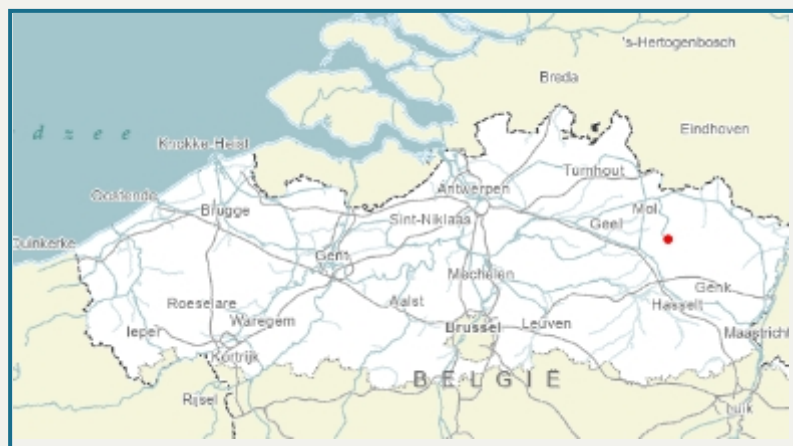 's-Hertogenbosch
Breda
dzee
Eindhoven
Knokke-Heist
Turnhout
Antwerpen
Oostende
Mol
Brugge
Sint-Niklaas
Geel
Duinkerke
Gent
Mechelen
Genk
Roeselare
Aalst
Hasselt
Ieper
Waregem
Brussel
Leuven
Maastricht
Kortrijk
BELGIË
Rijsel
Luik